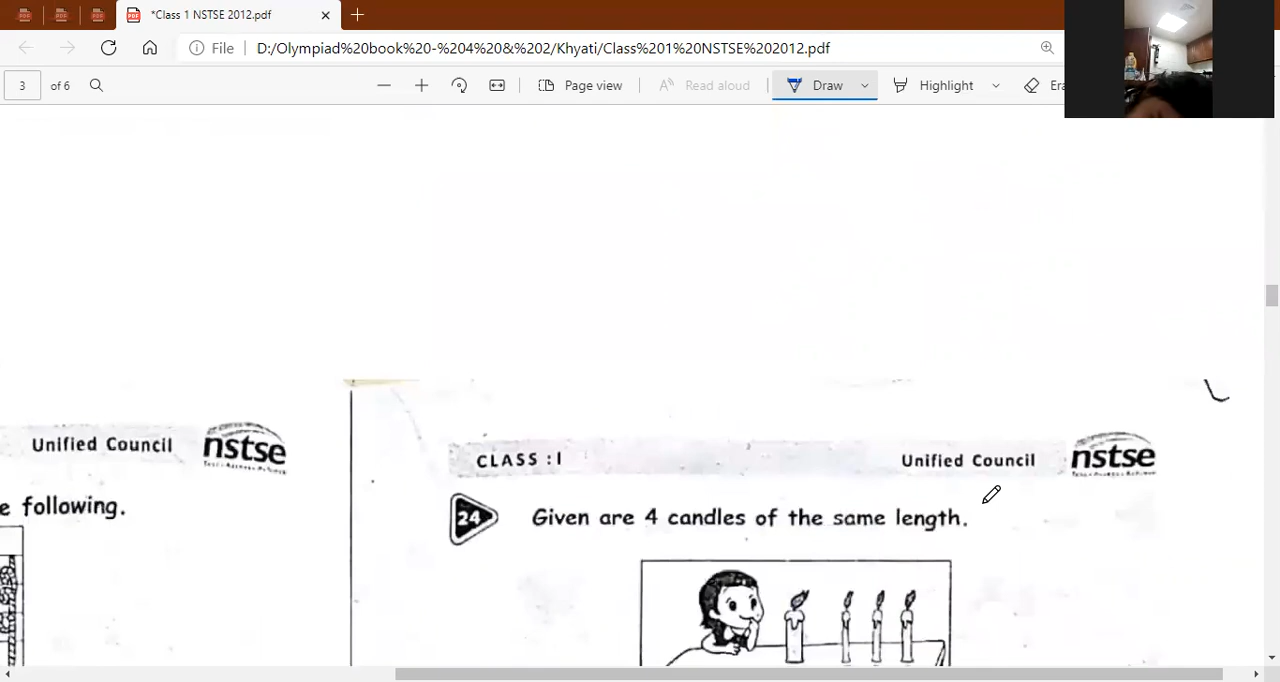 *Class 1 NSTSE 2012.pdf
File D:/Olympiad%20book%20-%204%20&%202/Khyati/Class%201%20NSTSE%202012.pdf
3 of 6 Page view Read aloud Draw Highlight Era
Unified Council nstse
CLASS : I Unified Council nstse
e following.
24 Given are 4 candles of the same length.